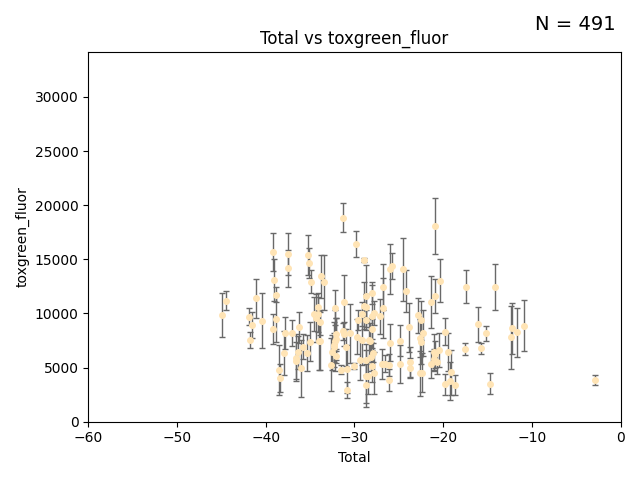 N = 491
Total vs toxgreen_fluor
toxgreen_fluor
30000
25000
20000
15000
10000
5000
0
−60 −50 −40 −30 −20 −10 0
Total